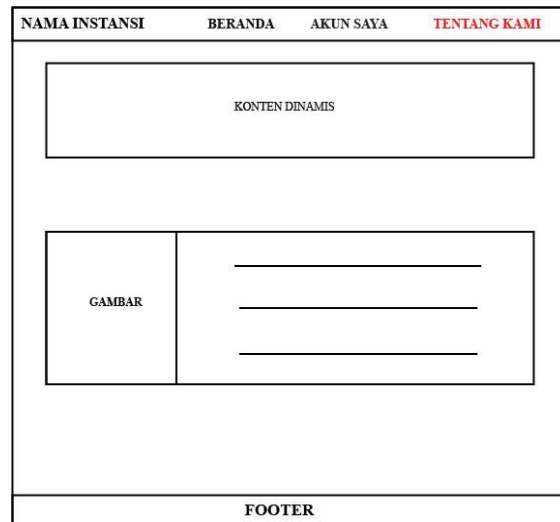 NAMA INSTANSI BERANDA AKUN SAYA TENTANG KAMI
KONTEN DINAMIS
GAMBAR
FOOTER